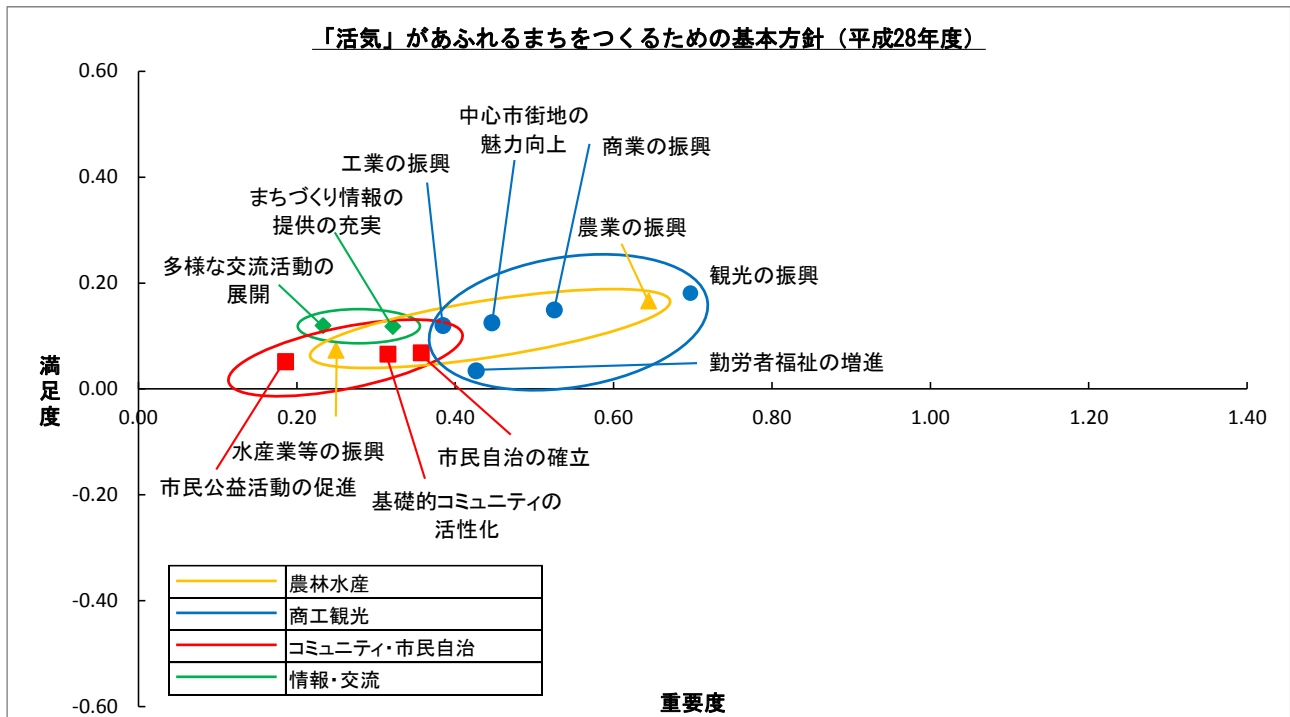 「活気」があふれるまちをつくるための基本方針（平成28年度）
0.60
中心市街地の
魅力向上
商業の振興
工業の振興
0.40
まちづくり情報の
提供の充実
農業の振興
多様な交流活動の
展開
観光の振興
0.20
満足度
勤労者福祉の増進
0.00
0.00
0.20
0.40
0.60
0.80
1.00
1.20
1.40
水産業等の振興
市民自治の確立
市民公益活動の促進
基礎的コミュニティの
活性化
-0.20
-0.40
農林水産
商工観光
コミュニティ・市民自治
情報・交流
-0.60
重要度